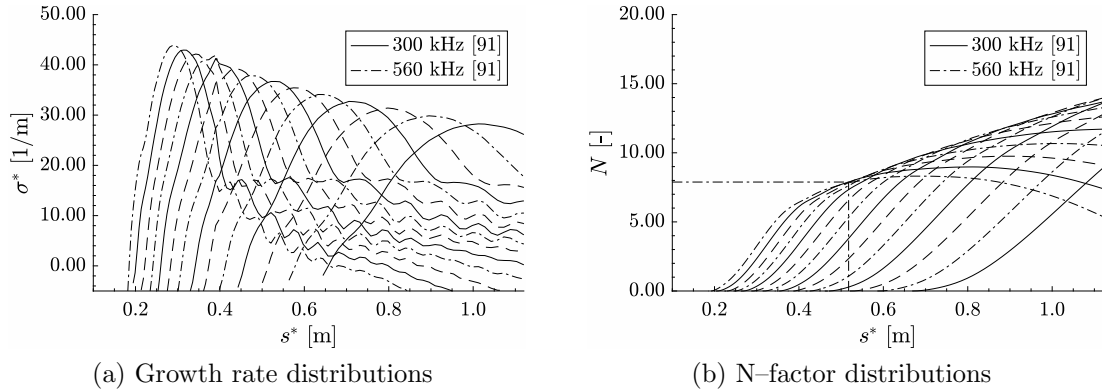 50.00
40.00
30.00
20.00
10.00
0.00
σ* [1/m]
300 kHz [91]
560 kHz [91]
0.2 0.4 0.6 0.8 1.0
s* [m]
(a) Growth rate distributions
20.00
15.00
10.00
5.00
0.00
N [-]
300 kHz [91]
560 kHz [91]
0.2 0.4 0.6 0.8 1.0
s* [m]
(b) N–factor distributions